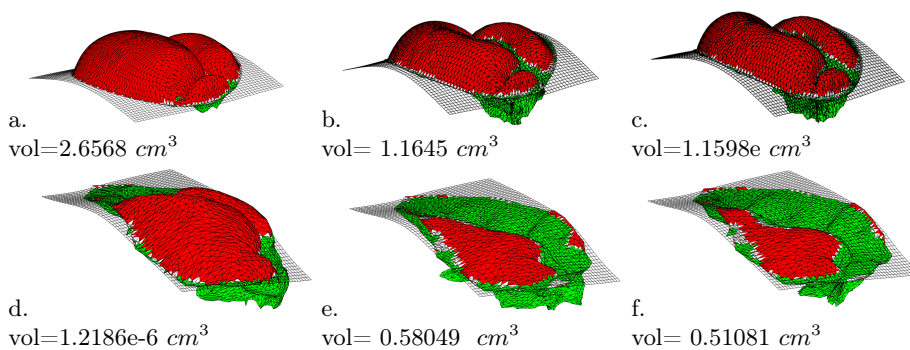 a. b. c.
vol=2.6568 cm³ vol= 1.1645 cm³ vol=1.1598e cm³
d. e. f.
vol=1.2186e-6 cm³ vol= 0.58049 cm³ vol= 0.51081 cm³